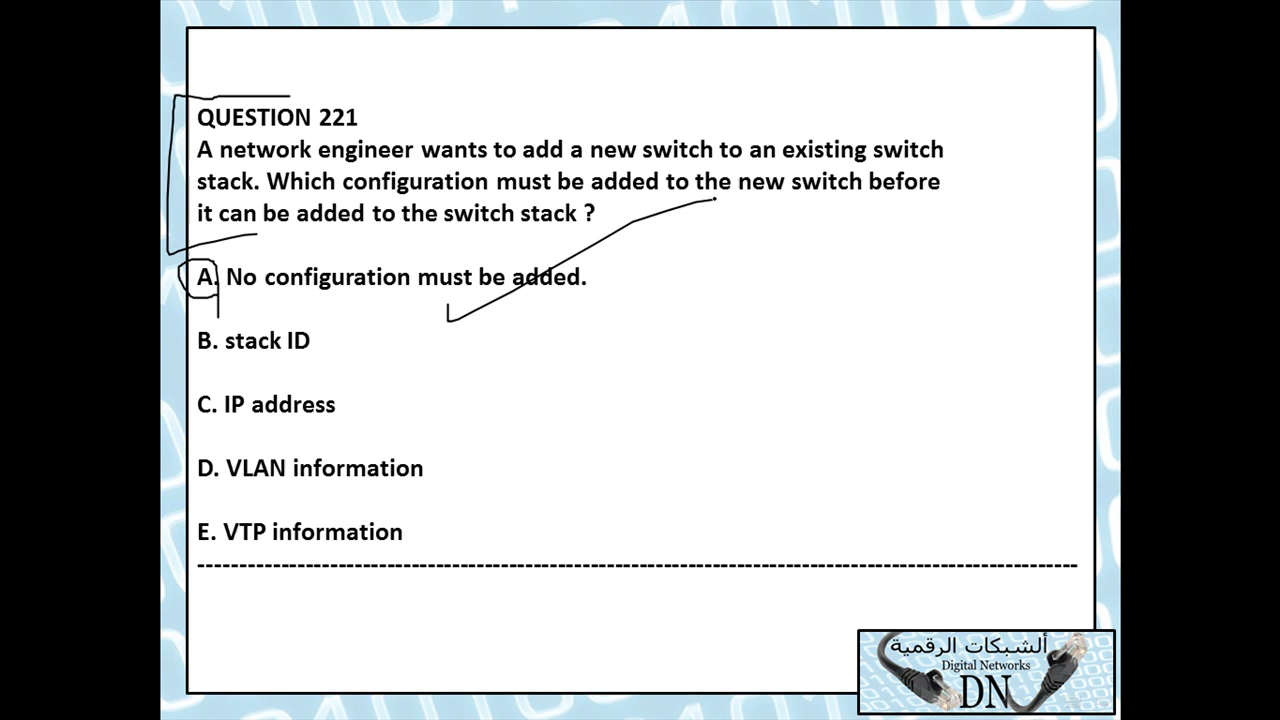 QUESTION 221
A network engineer wants to add a new switch to an existing switch
stack. Which configuration must be added to the new switch before
it can be added to the switch stack ?
A. No configuration must be added.
B. stack ID
C. IP address
D. VLAN information
E. VTP information
-----------------------------------------------------------------------------------------
ألشبكات الرقمية
Digital Networks
DN